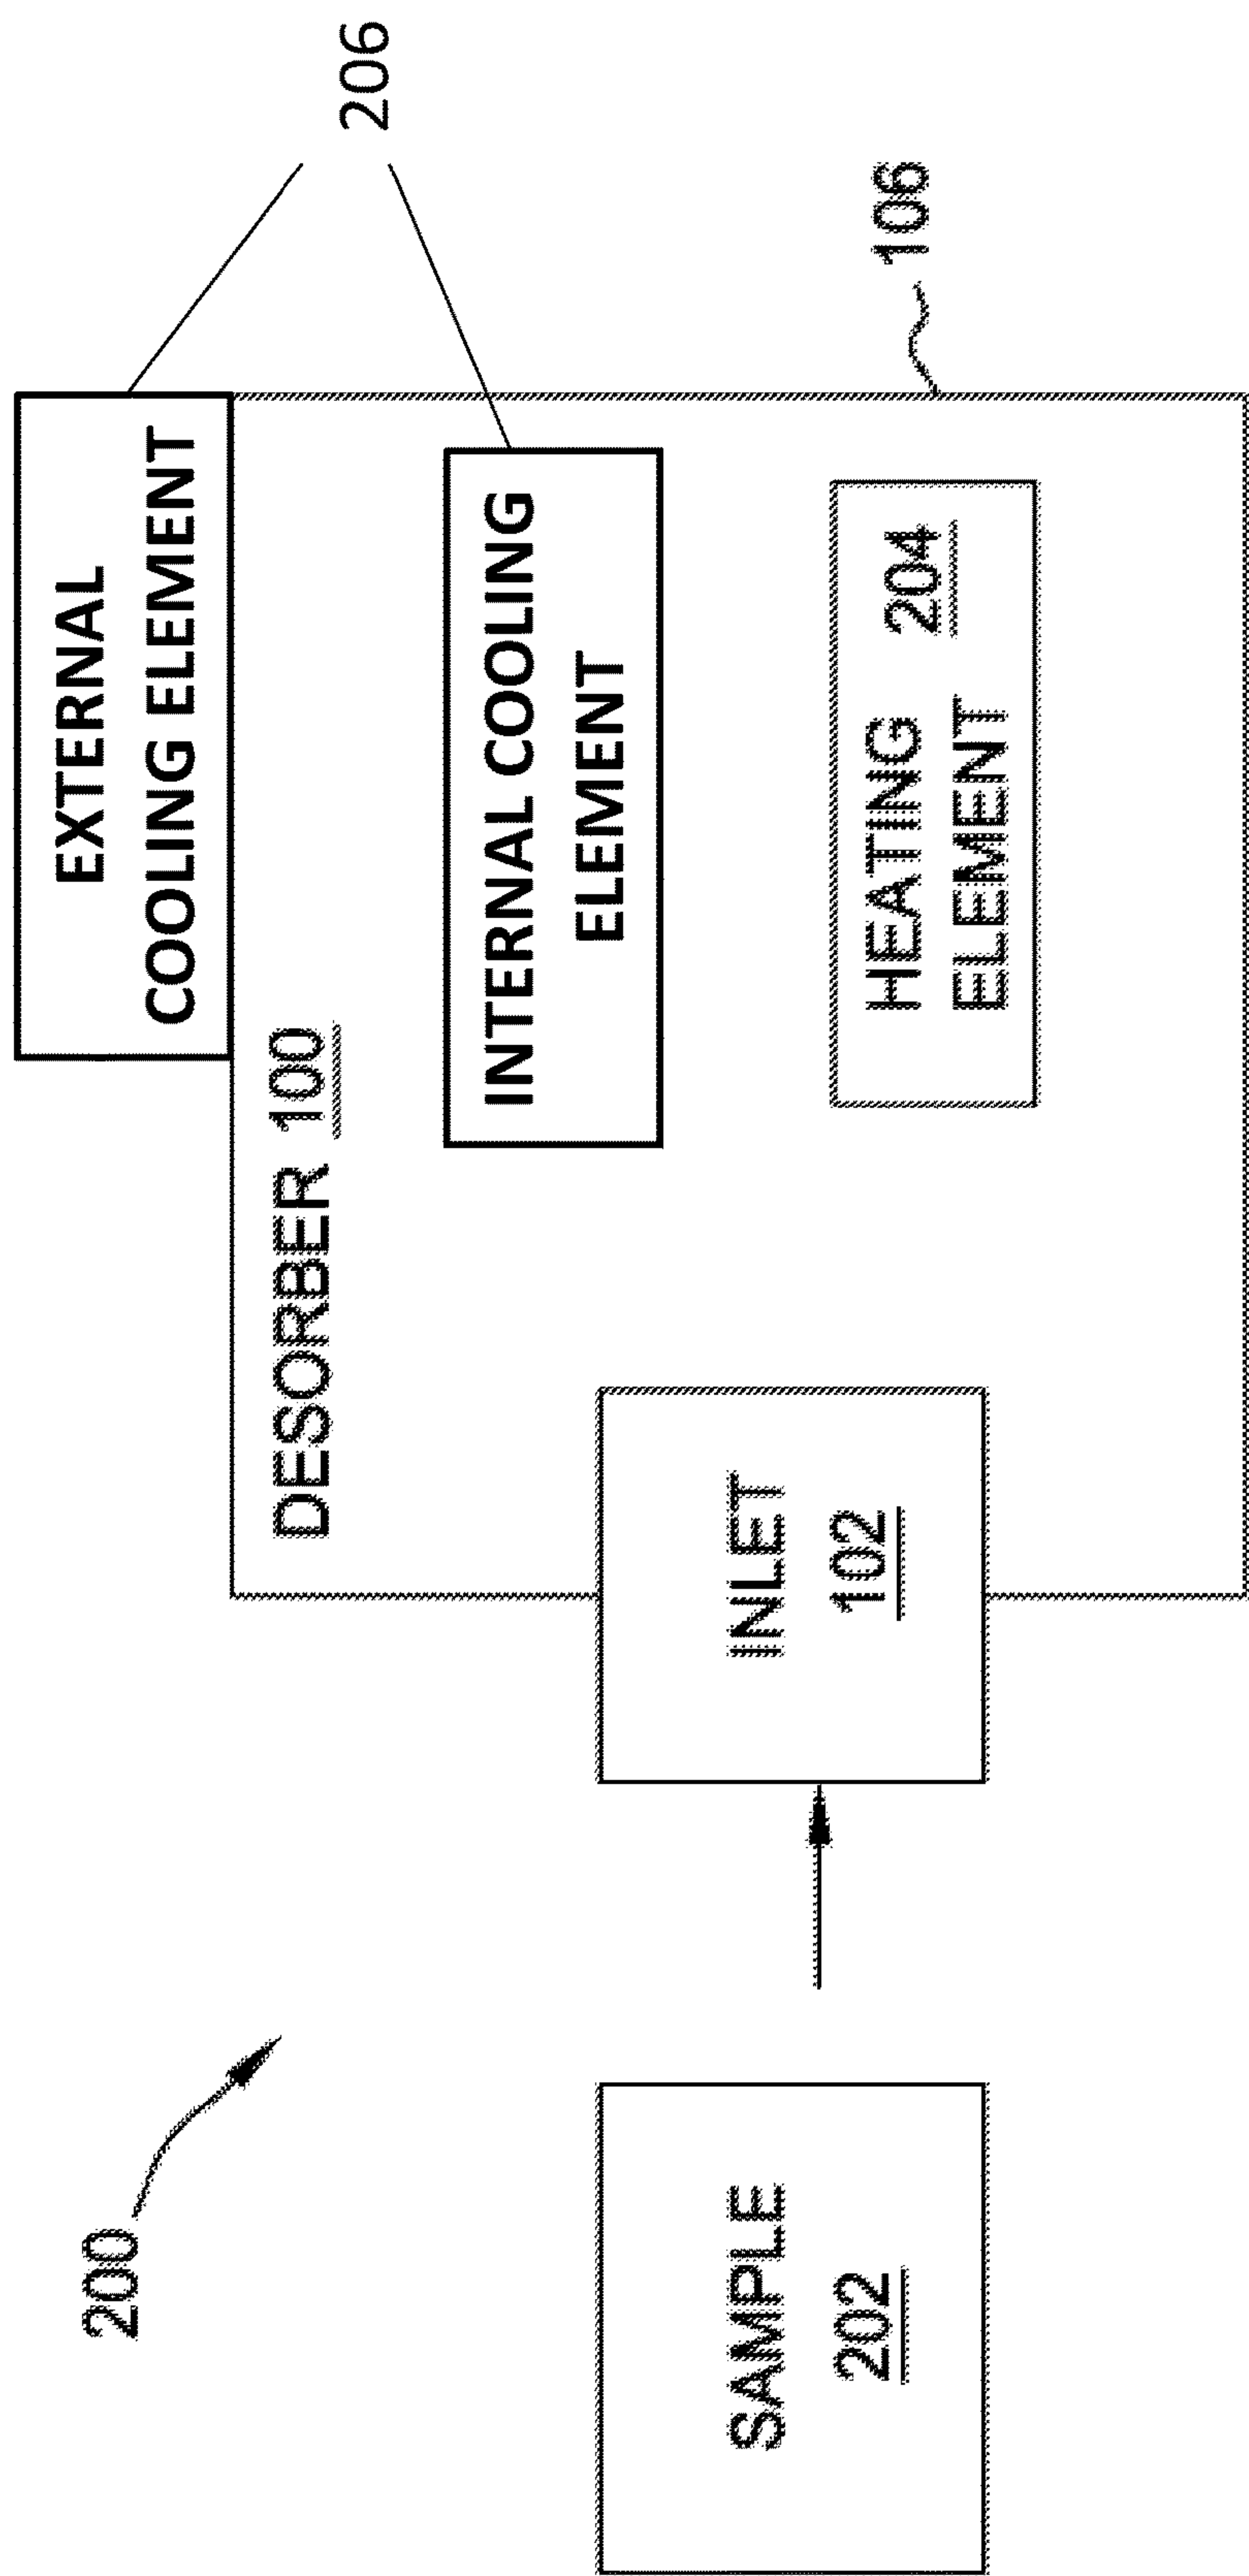 200
SAMPLE
202
INLET
102
DESORBER 100
EXTERNAL
COOLING ELEMENT
INTERNAL COOLING
ELEMENT
HEATING 204
ELEMENT
206
106